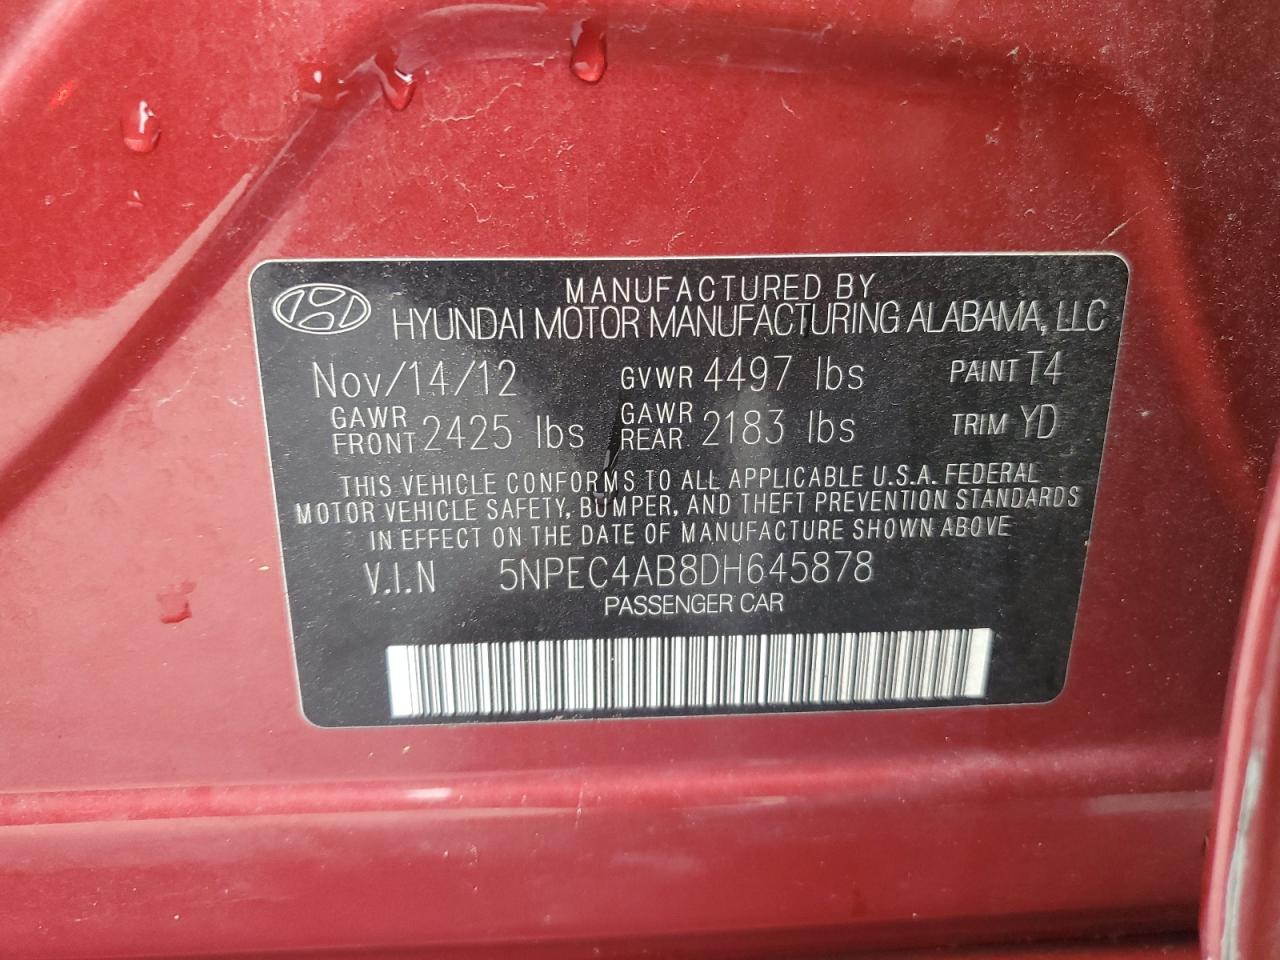 MANUFACTURED BY
HYUNDAI MOTOR MANUFACTURING ALABAMA, LLC
Nov/14/12 GVWR 4497 lbs PAINT T4
GAWR FRONT 2425 lbs GAWR REAR 2183 lbs TRIM YD
THIS VEHICLE CONFORMS TO ALL APPLICABLE U.S.A. FEDERAL
MOTOR VEHICLE SAFETY, BUMPER, AND THEFT PREVENTION STANDARDS
IN EFFECT ON THE DATE OF MANUFACTURE SHOWN ABOVE
V.I.N 5NPEC4AB8DH645878
PASSENGER CAR